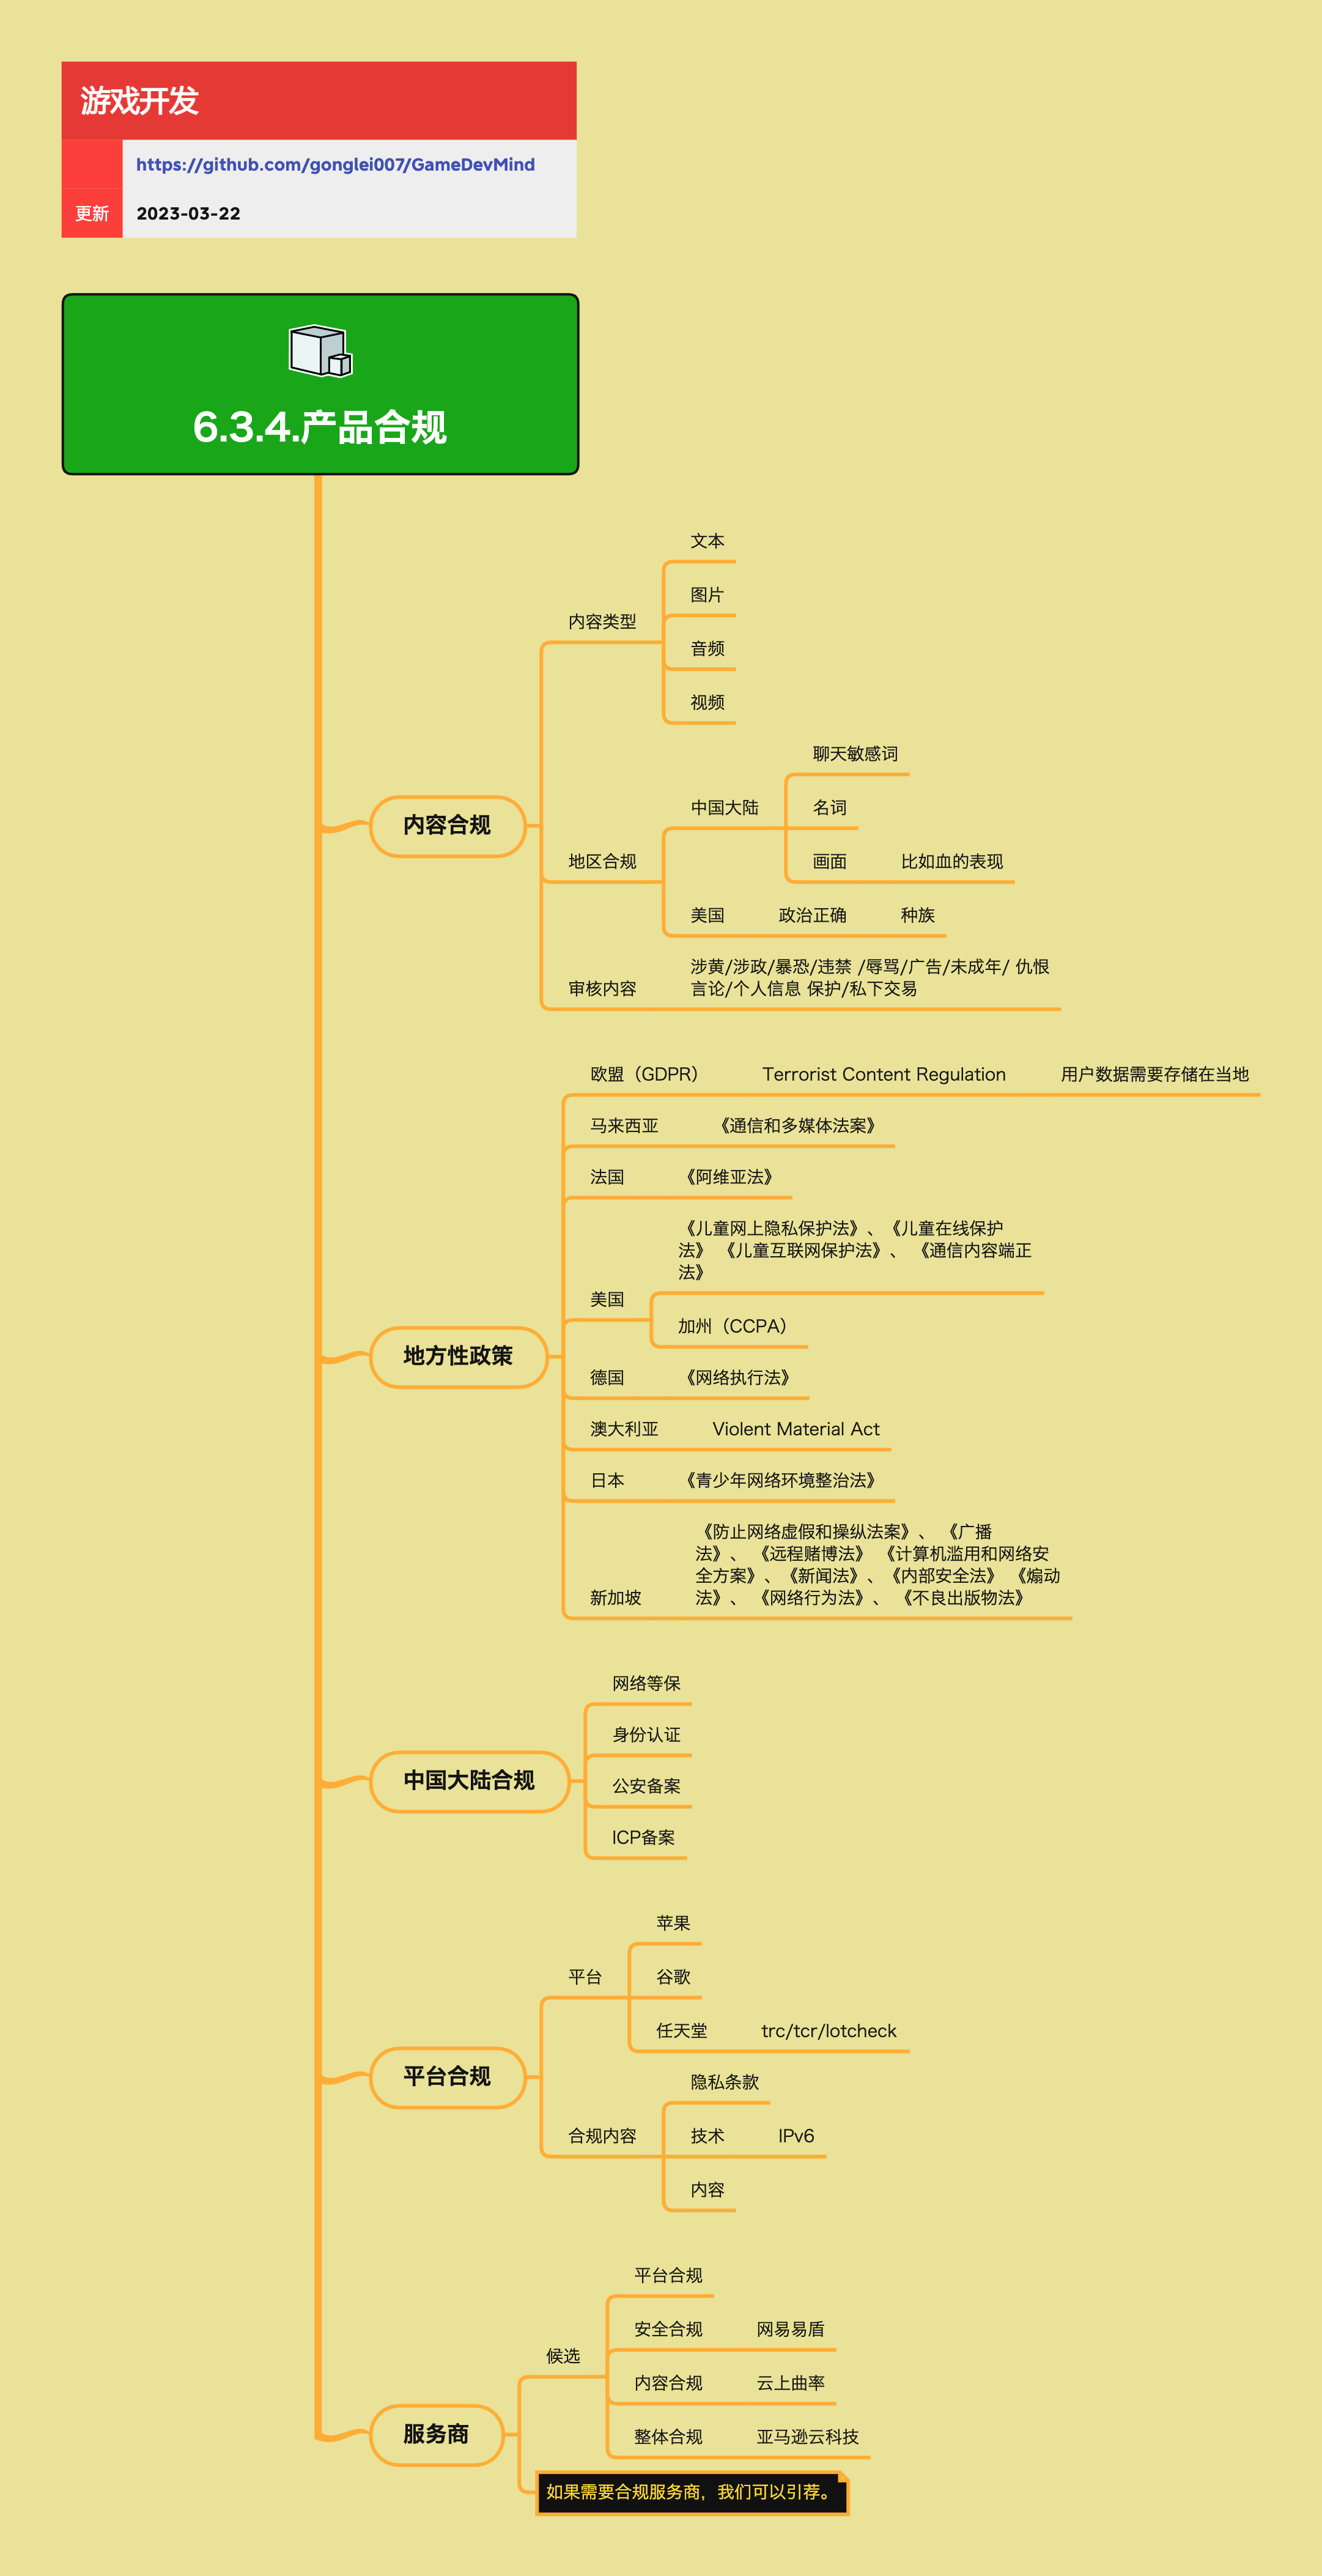 游戏开发
https://github.com/gonglei007/GameDevMind
更新 2023-03-22
6.3.4.产品合规
内容合规
内容类型
文本
图片
音频
视频
地区合规
中国大陆
聊天敏感词
名词
画面 比如血的表现
美国 政治正确 种族
审核内容
涉黄/涉政/暴恐/违禁 /辱骂/广告/未成年/ 仇恨
言论/个人信息 保护/私下交易
地方性政策
欧盟（GDPR） Terrorist Content Regulation 用户数据需要存储在当地
马来西亚 《通信和多媒体法案》
法国 《阿维亚法》
美国
《儿童网上隐私保护法》、《儿童在线保护
法》 《儿童互联网保护法》、 《通信内容端正
法》
加州（CCPA）
德国 《网络执行法》
澳大利亚 Violent Material Act
日本 《青少年网络环境整治法》
新加坡
《防止网络虚假和操纵法案》、 《广播
法》、 《远程赌博法》 《计算机滥用和网络安
全方案》、《新闻法》、《内部安全法》 《煽动
法》、 《网络行为法》、 《不良出版物法》
中国大陆合规
网络等保
身份认证
公安备案
ICP备案
平台合规
平台
苹果
谷歌
任天堂 trc/tcr/lotcheck
合规内容
隐私条款
技术 IPv6
内容
服务商
候选
平台合规
安全合规 网易易盾
内容合规 云上曲率
整体合规 亚马逊云科技
如果需要合规服务商，我们可以引荐。